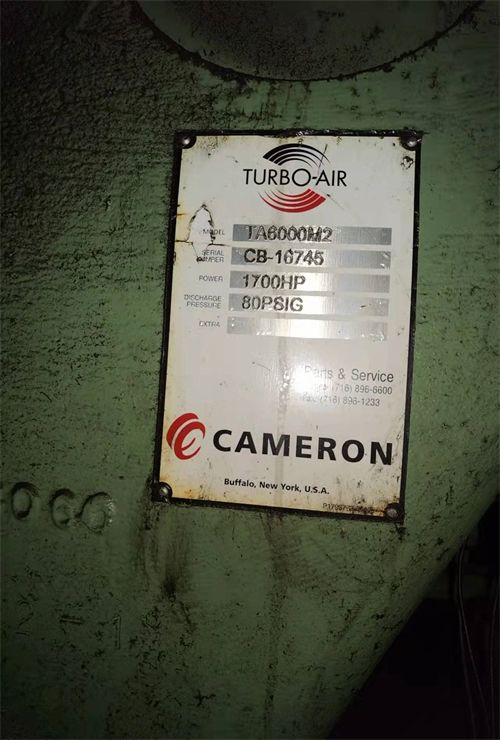 TURBO-AIR
MODEL TA6000M2
SERIAL NUMBER CB-16745
POWER 1700HP
DISCHARGE PRESSURE 80PSIG
EXTRA
Parts & Service
(716) 896-6600
(716) 896-1233
CAMERON
Buffalo, New York, U.S.A.
060